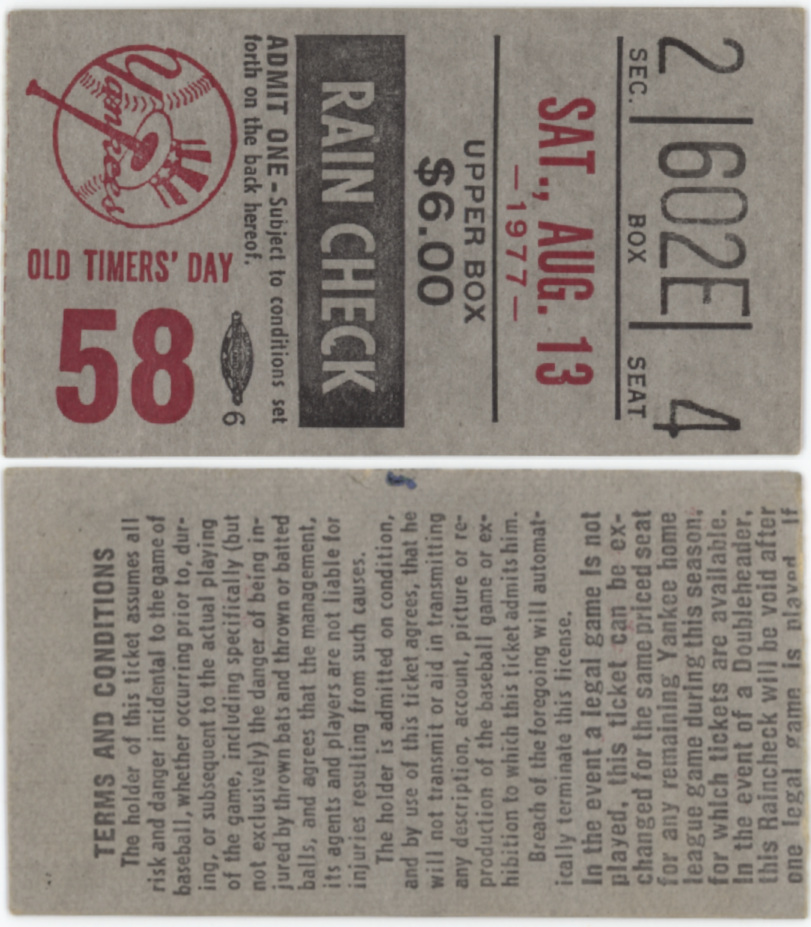 Yankees
OLD TIMERS' DAY
58
6
ADMIT ONE – Subject to conditions set
forth on the back hereof.
RAIN CHECK
UPPER BOX
$6.00
SAT., AUG. 13
— 1977 —
SEC. BOX SEAT
2 602E 4
TERMS AND CONDITIONS
The holder of this ticket assumes all
risk and danger incidental to the game of
baseball, whether occurring prior to, dur-
ing, or subsequent to the actual playing
of the game, including specifically (but
not exclusively) the danger of being in-
jured by thrown bats and thrown or batted
balls, and agrees that the management,
its agents and players are not liable for
injuries resulting from such causes.
The holder is admitted on condition,
and by use of this ticket agrees, that he
will not transmit or aid in transmitting
any description, account, picture or re-
production of the baseball game or ex-
hibition to which this ticket admits him.
Breach of the foregoing will automat-
ically terminate this license.
In the event a legal game is not
played, this ticket can be ex-
changed for the same priced seat
for any remaining Yankee home
league game during this season,
for which tickets are available.
In the event of a Doubleheader,
this Raincheck will be void after
one legal game is played. If